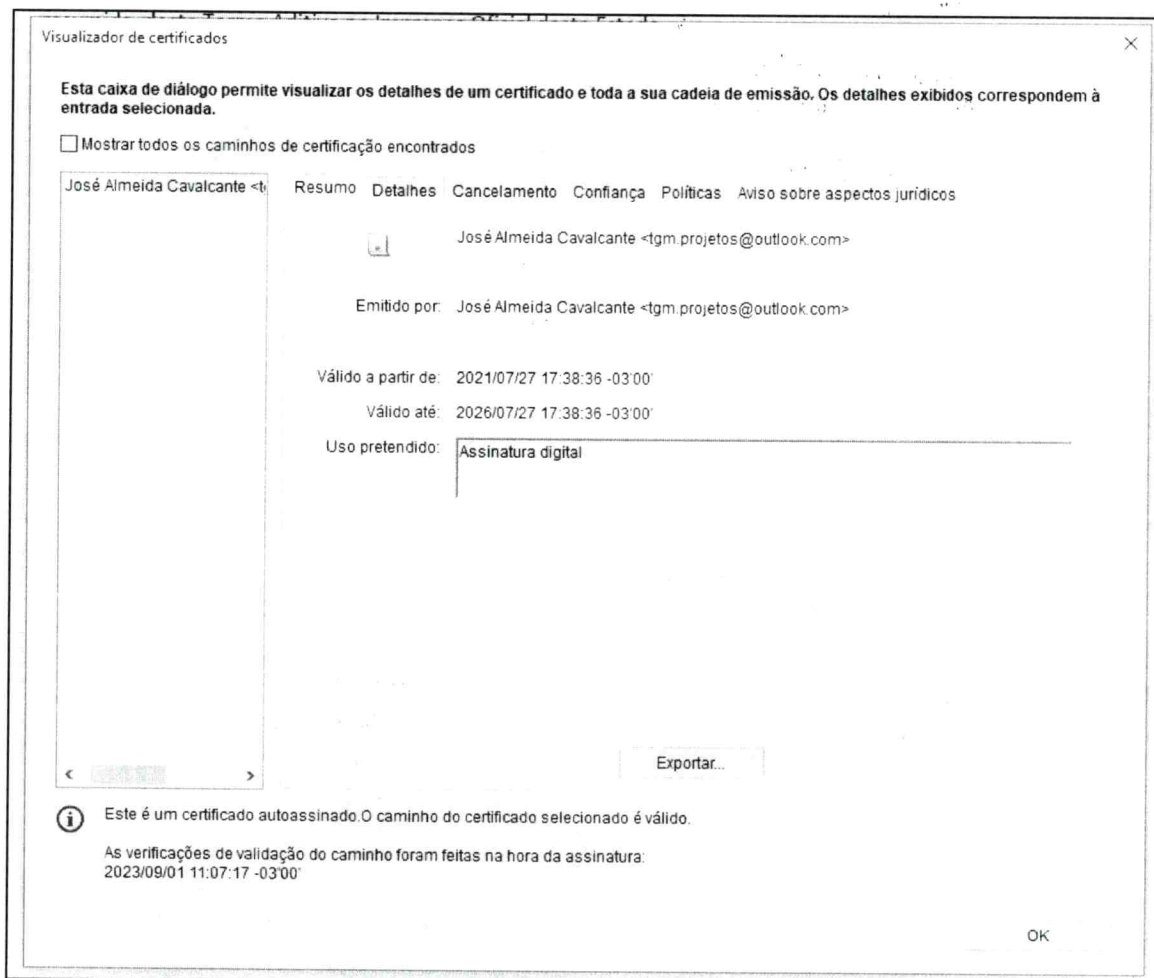 Visualizador de certificados
Esta caixa de diálogo permite visualizar os detalhes de um certificado e toda a sua cadeia de emissão. Os detalhes exibidos correspondem à
entrada selecionada.
Mostrar todos os caminhos de certificação encontrados
José Almeida Cavalcante <t
Resumo Detalhes Cancelamento Confiança Políticas Aviso sobre aspectos jurídicos
José Almeida Cavalcante <tgm.projetos@outlook.com>
Emitido por: José Almeida Cavalcante <tgm.projetos@outlook.com>
Válido a partir de: 2021/07/27 17:38:36 -03'00'
Válido até: 2026/07/27 17:38:36 -03'00'
Uso pretendido: Assinatura digital
Exportar...
Este é um certificado autoassinado.O caminho do certificado selecionado é válido.
As verificações de validação do caminho foram feitas na hora da assinatura:
2023/09/01 11:07:17 -03'00'
OK